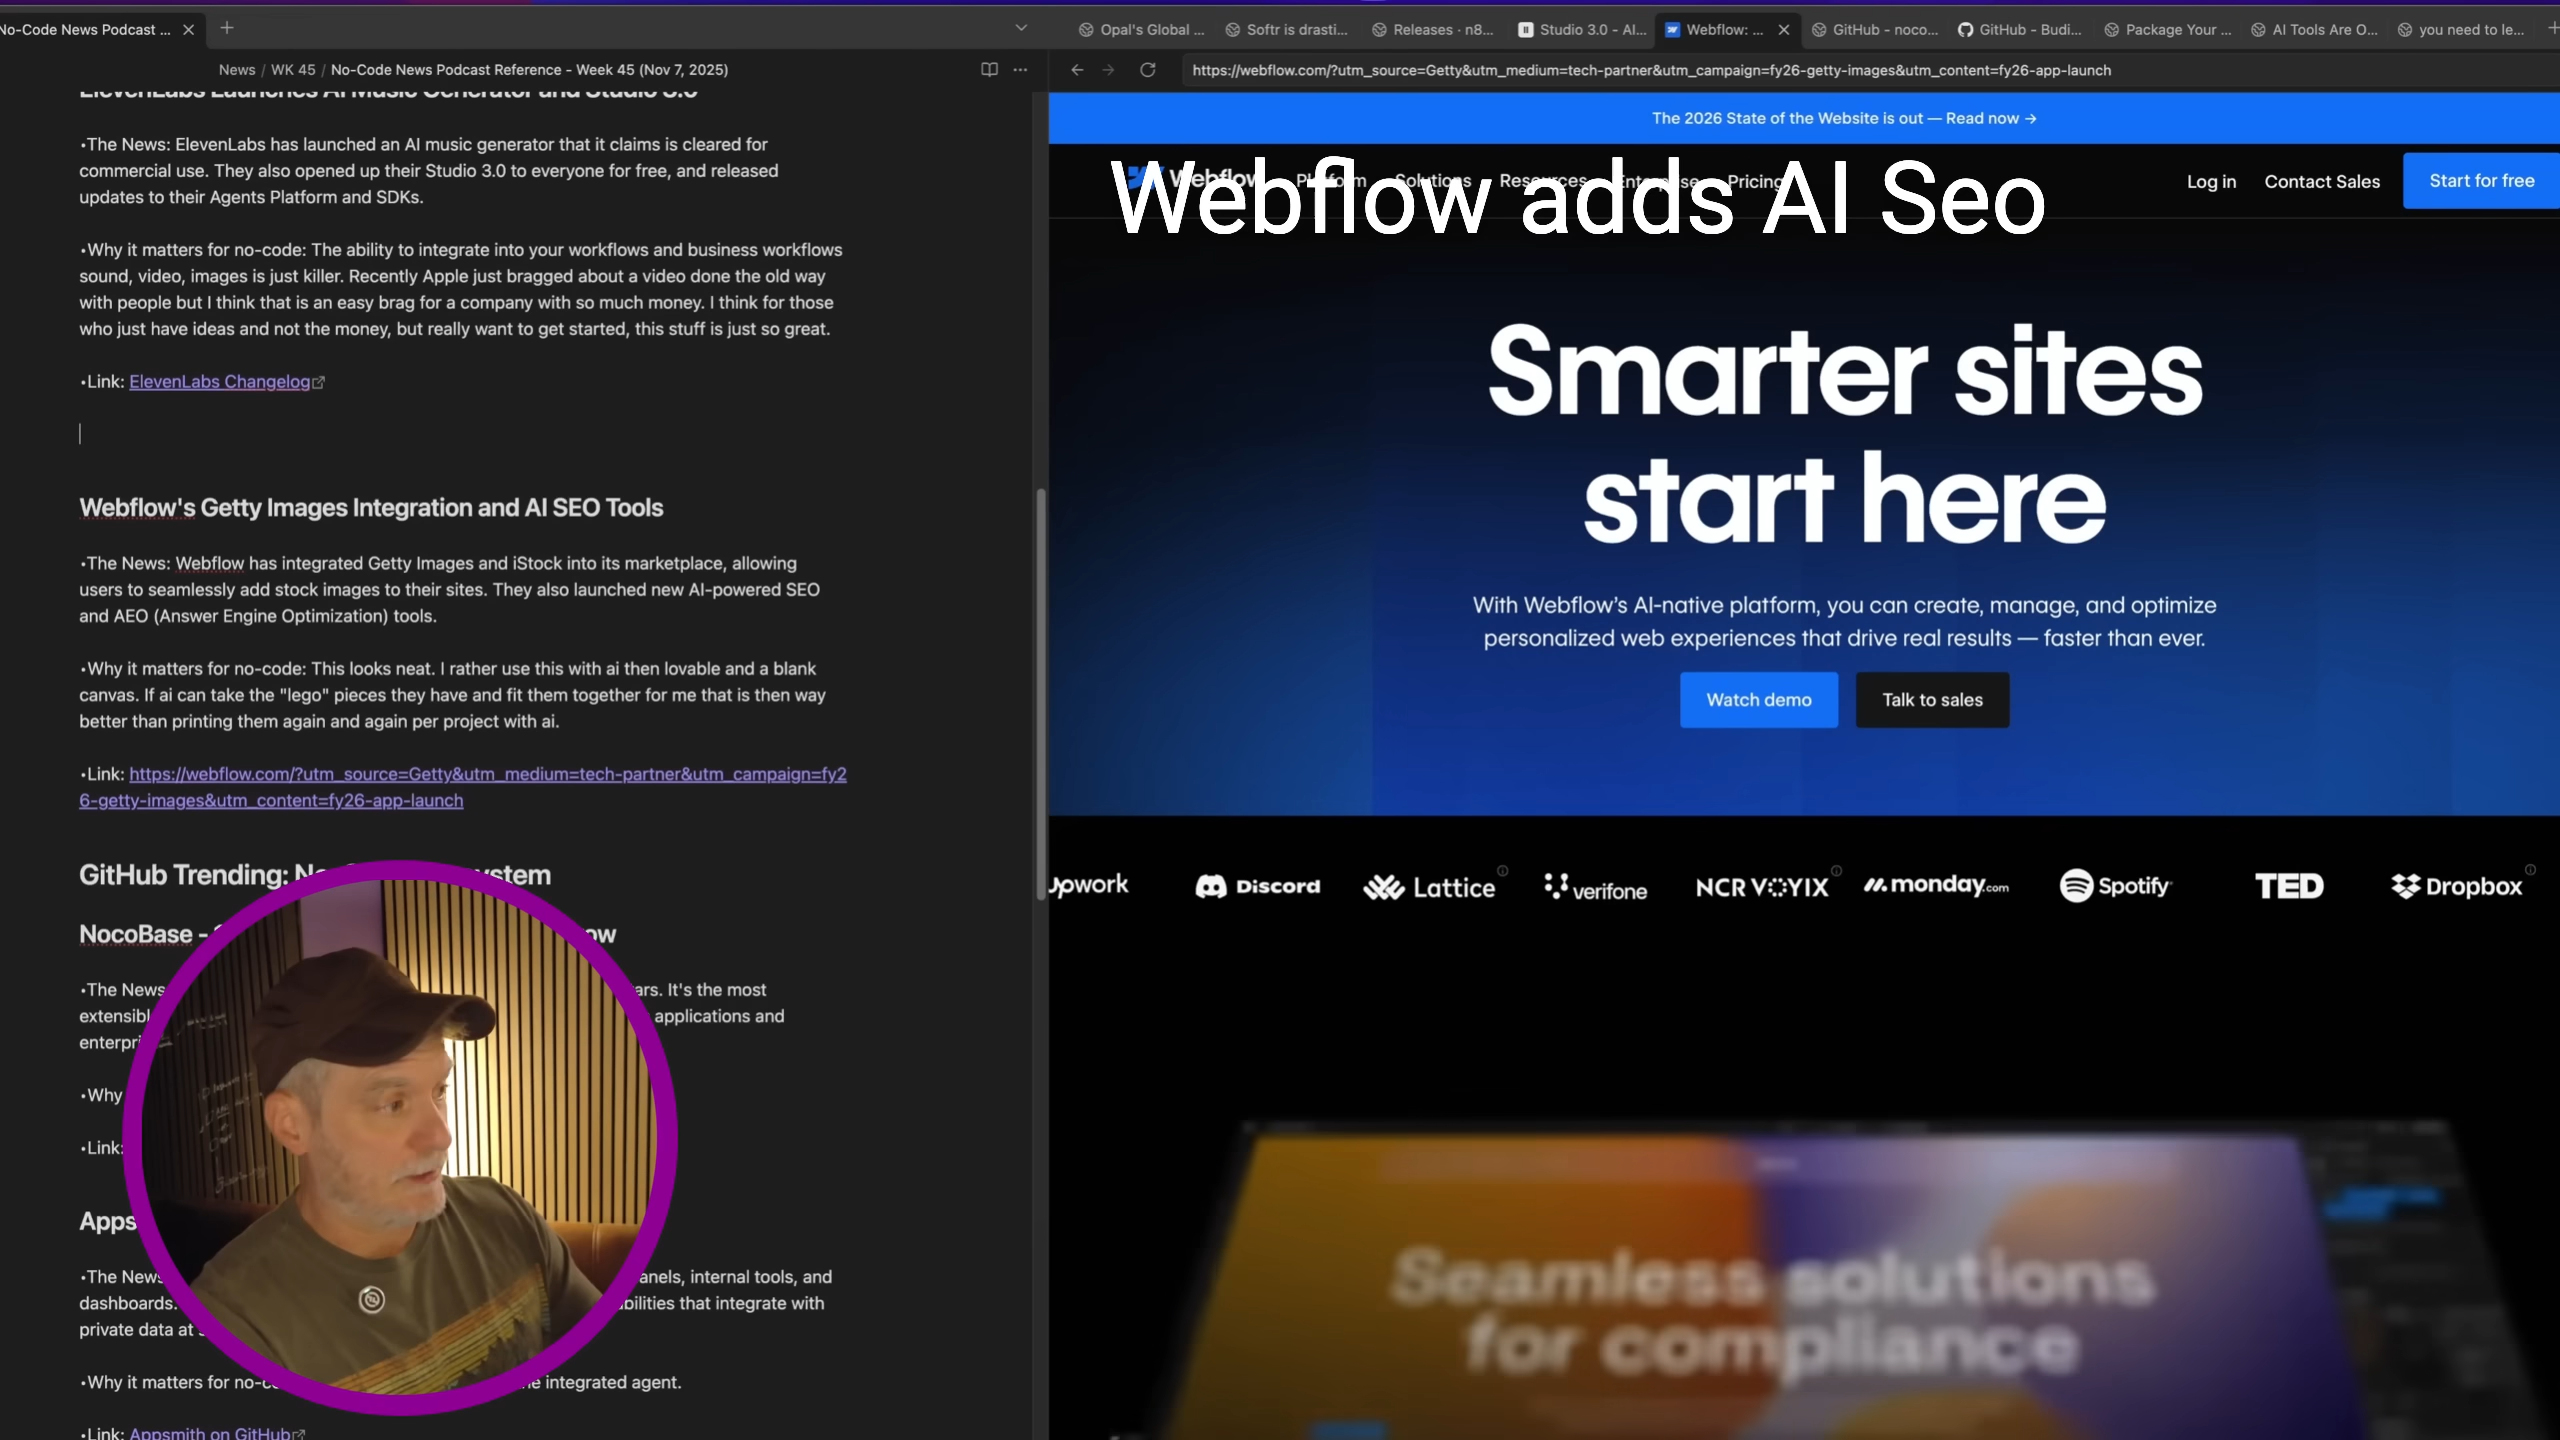 No-Code News Podcast ...
News / WK 45 / No-Code News Podcast Reference - Week 45 (Nov 7, 2025)
ElevenLabs Launches AI Music Generator and Studio 3.0
•The News: ElevenLabs has launched an AI music generator that it claims is cleared for
commercial use. They also opened up their Studio 3.0 to everyone for free, and released
updates to their Agents Platform and SDKs.
•Why it matters for no-code: The ability to integrate into your workflows and business workflows
sound, video, images is just killer. Recently Apple just bragged about a video done the old way
with people but I think that is an easy brag for a company with so much money. I think for those
who just have ideas and not the money, but really want to get started, this stuff is just so great.
•Link: ElevenLabs Changelog
Webflow's Getty Images Integration and AI SEO Tools
•The News: Webflow has integrated Getty Images and iStock into its marketplace, allowing
users to seamlessly add stock images to their sites. They also launched new AI-powered SEO
and AEO (Answer Engine Optimization) tools.
•Why it matters for no-code: This looks neat. I rather use this with ai then lovable and a blank
canvas. If ai can take the "lego" pieces they have and fit them together for me that is then way
better than printing them again and again per project with ai.
•Link: https://webflow.com/?utm_source=Getty&utm_medium=tech-partner&utm_campaign=fy2
6-getty-images&utm_content=fy26-app-launch
GitHub Trending:
NocoBase -
•The News
It's the most
applications and
•Why
•Link:
•The News
internal tools, and
dashboards.
that integrate with
private data at
•Why it matters for
integrated agent.
•Link: Appsmith on GitHub
Opal's Global ...
Softr is drasti...
Releases · n8...
Studio 3.0 - AI...
Webflow: ...
GitHub - noco...
GitHub - Budi...
Package Your ...
AI Tools Are O...
you need to le...
https://webflow.com/?utm_source=Getty&utm_medium=tech-partner&utm_campaign=fy26-getty-images&utm_content=fy26-app-launch
The 2026 State of the Website is out — Read now →
Webflow Platform Solutions Resources Enterprise Pricing
Log in Contact Sales Start for free
Webflow adds AI Seo
Smarter sites
start here
With Webflow’s AI-native platform, you can create, manage, and optimize
personalized web experiences that drive real results — faster than ever.
Watch demo Talk to sales
Upwork Discord Lattice verifone NCR VOYIX monday.com Spotify TED Dropbox
Seamless solutions
for compliance